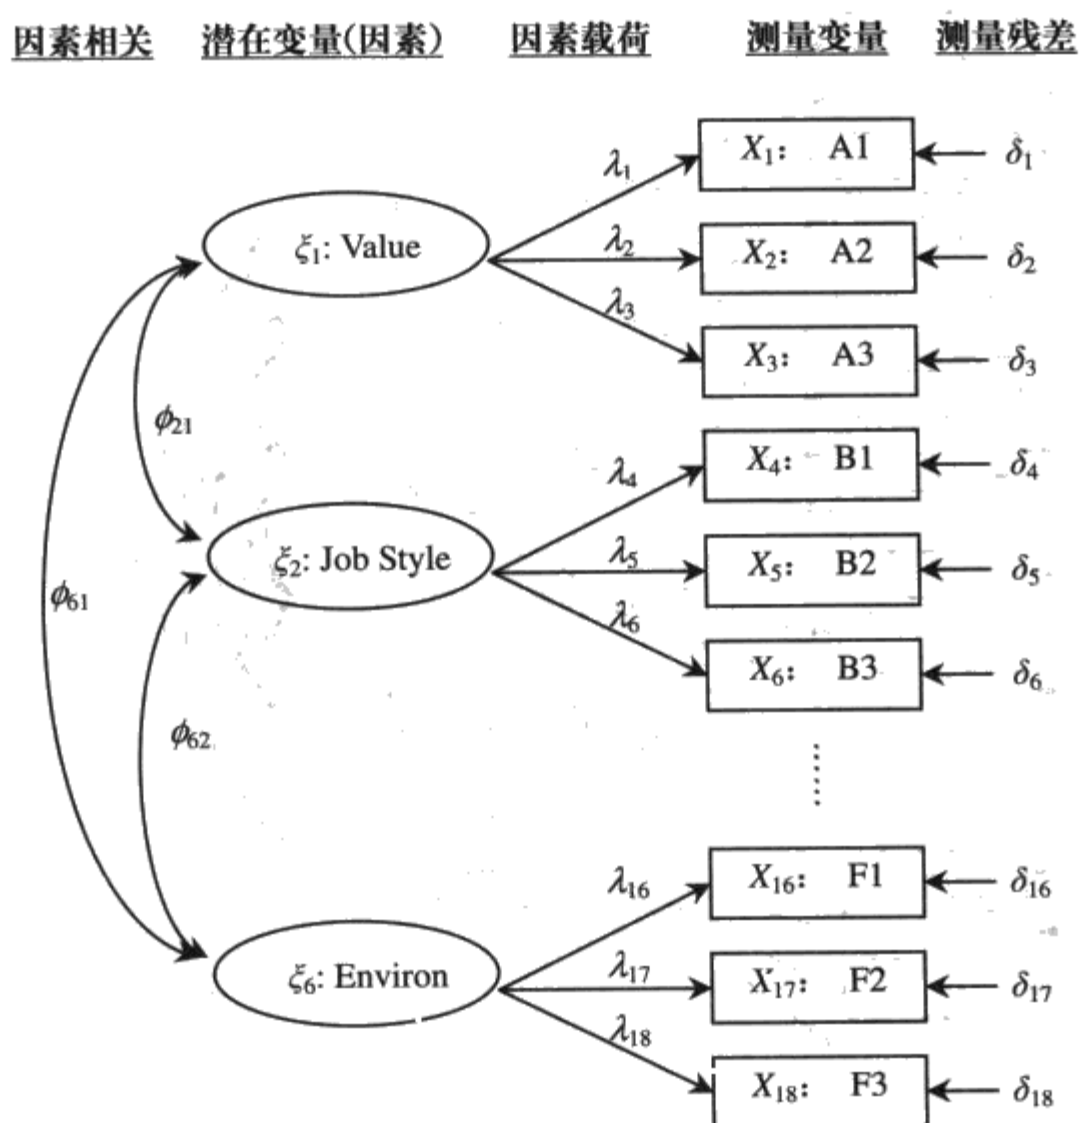 因素相关 潜在变量(因素) 因素载荷 测量变量 测量残差
λ1 X1: A1 δ1
ξ1: Value λ2 X2: A2 δ2
λ3 X3: A3 δ3
ϕ21
λ4 X4: B1 δ4
ξ2: Job Style λ5 X5: B2 δ5
ϕ61 λ6 X6: B3 δ6
ϕ62
......
λ16 X16: F1 δ16
ξ6: Environ λ17 X17: F2 δ17
λ18 X18: F3 δ18